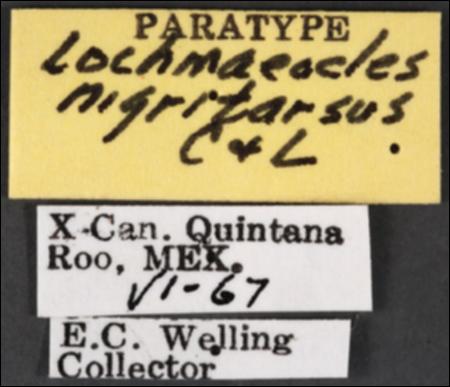 PARATYPE
Lochmaeocles
nigritarsus
C & L.
X-Can. Quintana
Roo, MEX.
VI-67
E.C. Welling
Collector